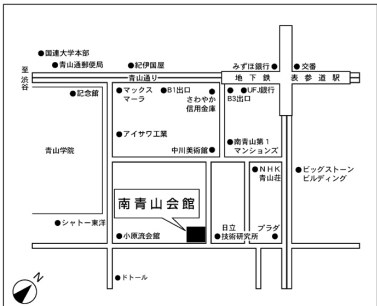 ●国連大学本部
●青山通郵便局
●紀伊国屋
みずほ銀行●
●交番
至渋谷
青山通り
地下鉄
表参道駅
●記念館
●マックスマーラ
●B1出口
さわやか信用金庫
●
B3出口
●UFJ銀行
●アイサワ工業
青山学院
中川美術館●
●南青山第1
マンションズ
●NHK
青山荘
●ビッグストーン
ビルディング
南青山会館
●シャトー東洋
●小原流会館
日立
●技術研究所
プラダ
●
●ドトール
N